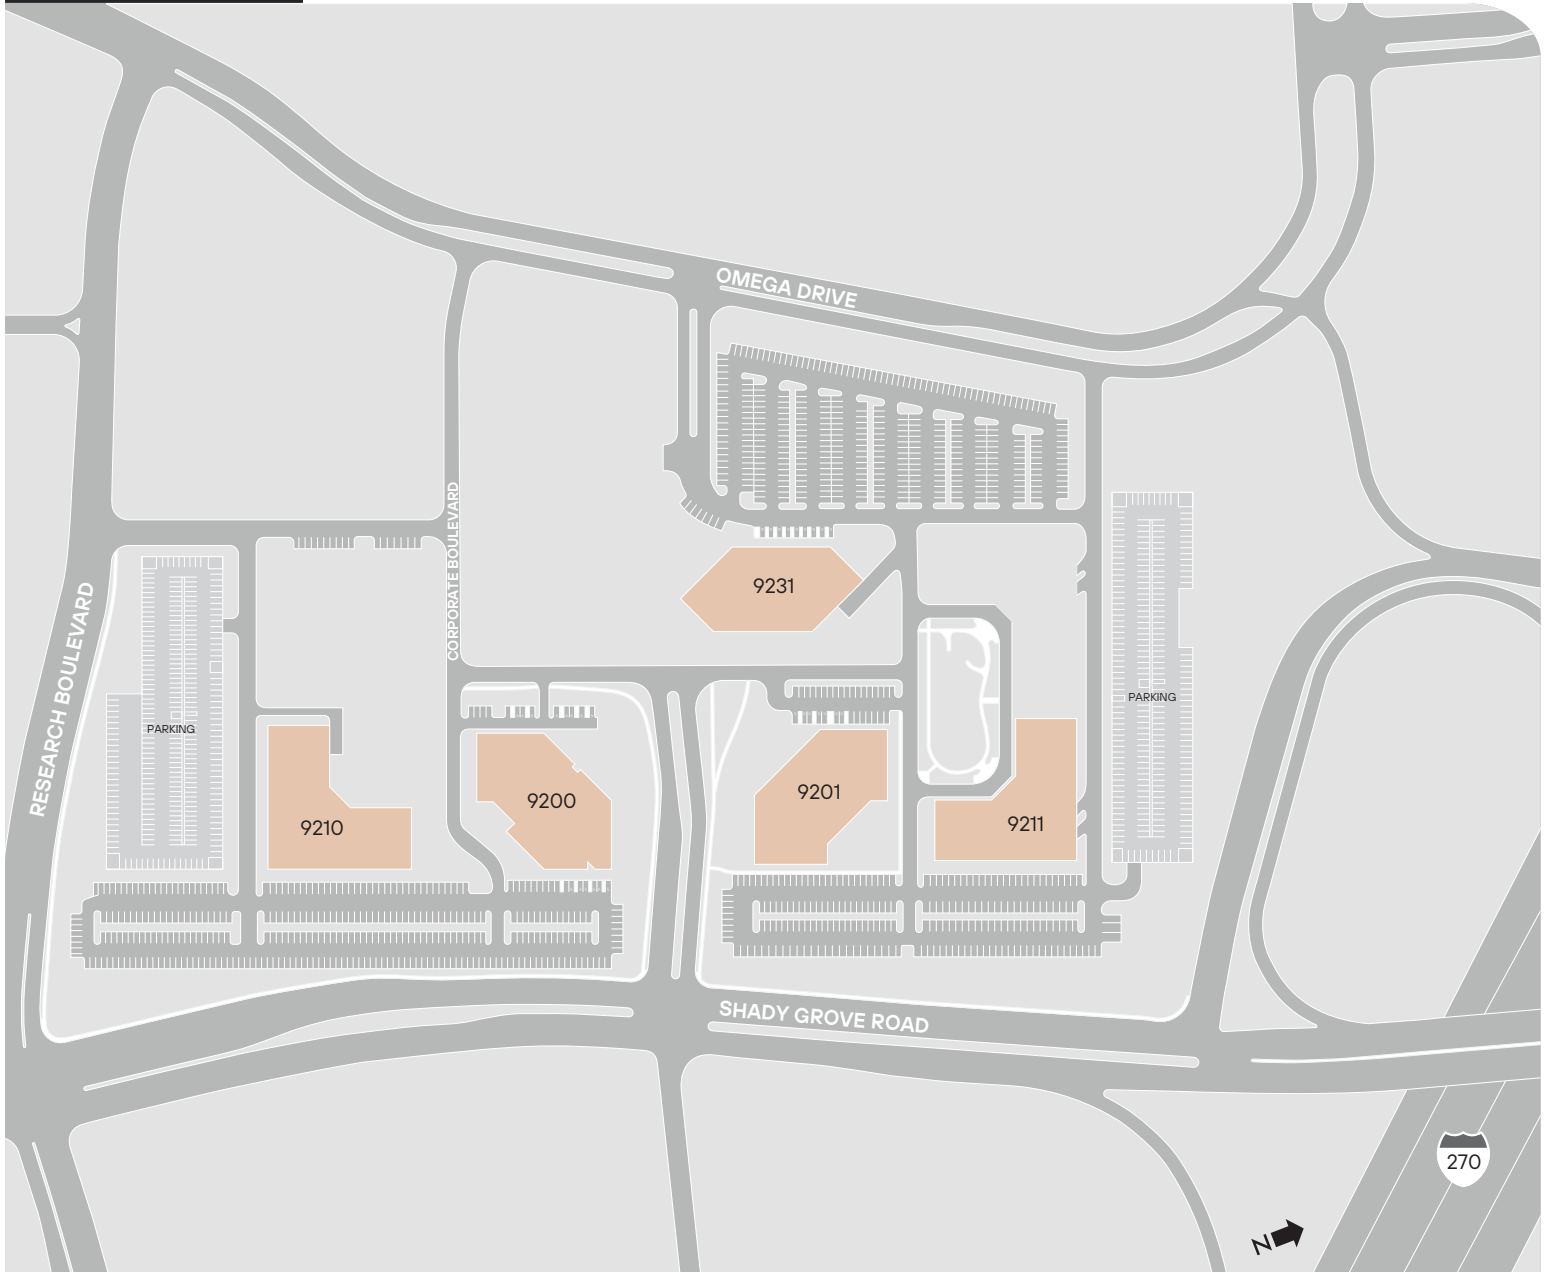 OMEGA DRIVE
CORPORATE BOULEVARD
9231
RESEARCH BOULEVARD
PARKING
PARKING
9210
9200
9201
9211
SHADY GROVE ROAD
270
N